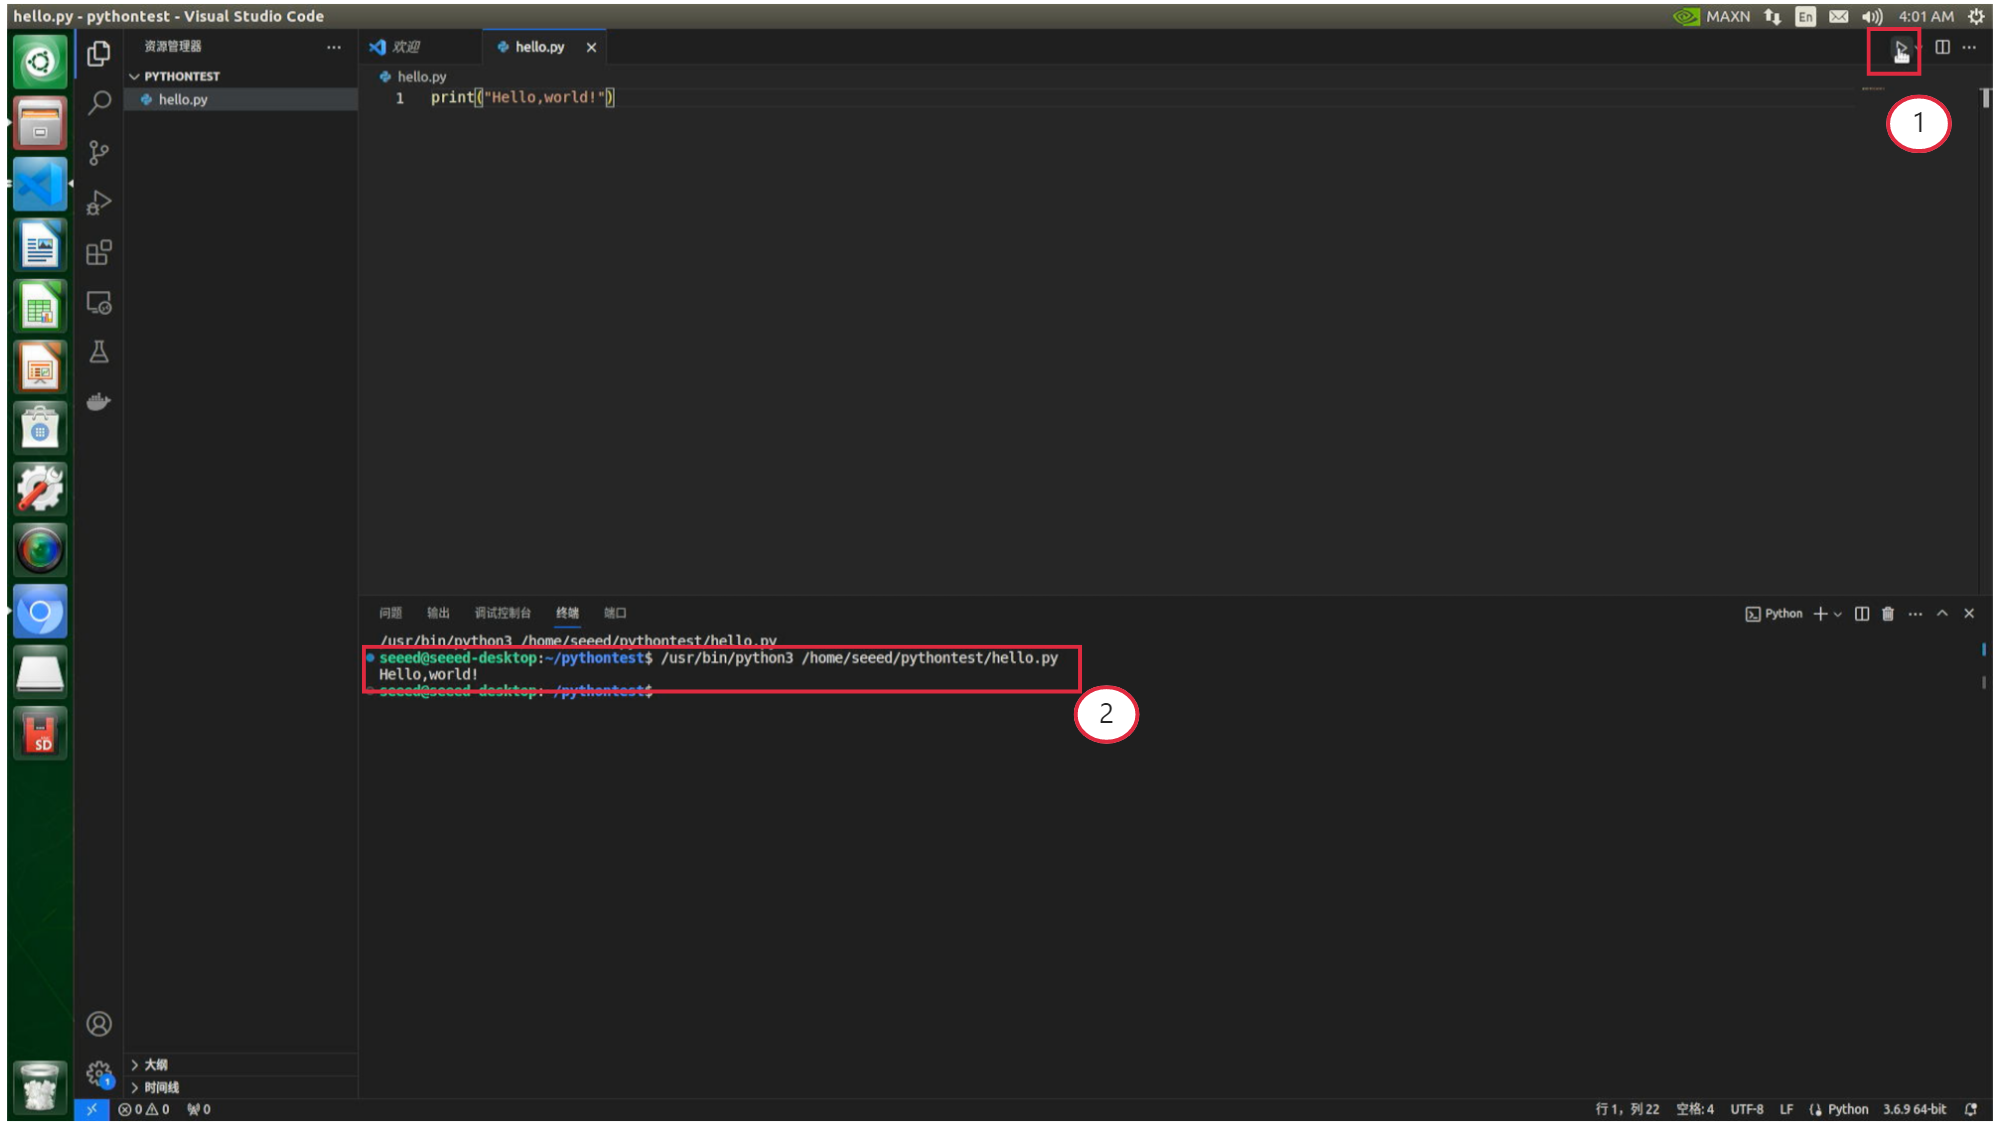 hello.py - pythontest - Visual Studio Code
MAXN
En
4:01 AM
资源管理器
欢迎
hello.py
PYTHONTEST
hello.py
hello.py
1 print("Hello,world!")
1
问题 输出 调试控制台 终端 端口
Python
/usr/bin/python3 /home/seeed/pythontest/hello.py
seeed@seeed-desktop:~/pythontest$ /usr/bin/python3 /home/seeed/pythontest/hello.py
Hello,world!
seeed@seeed-desktop:~/pythontest$
2
SD
大纲
1
时间线
0 0 0
行 1，列 22 空格: 4 UTF-8 LF Python 3.6.9 64-bit